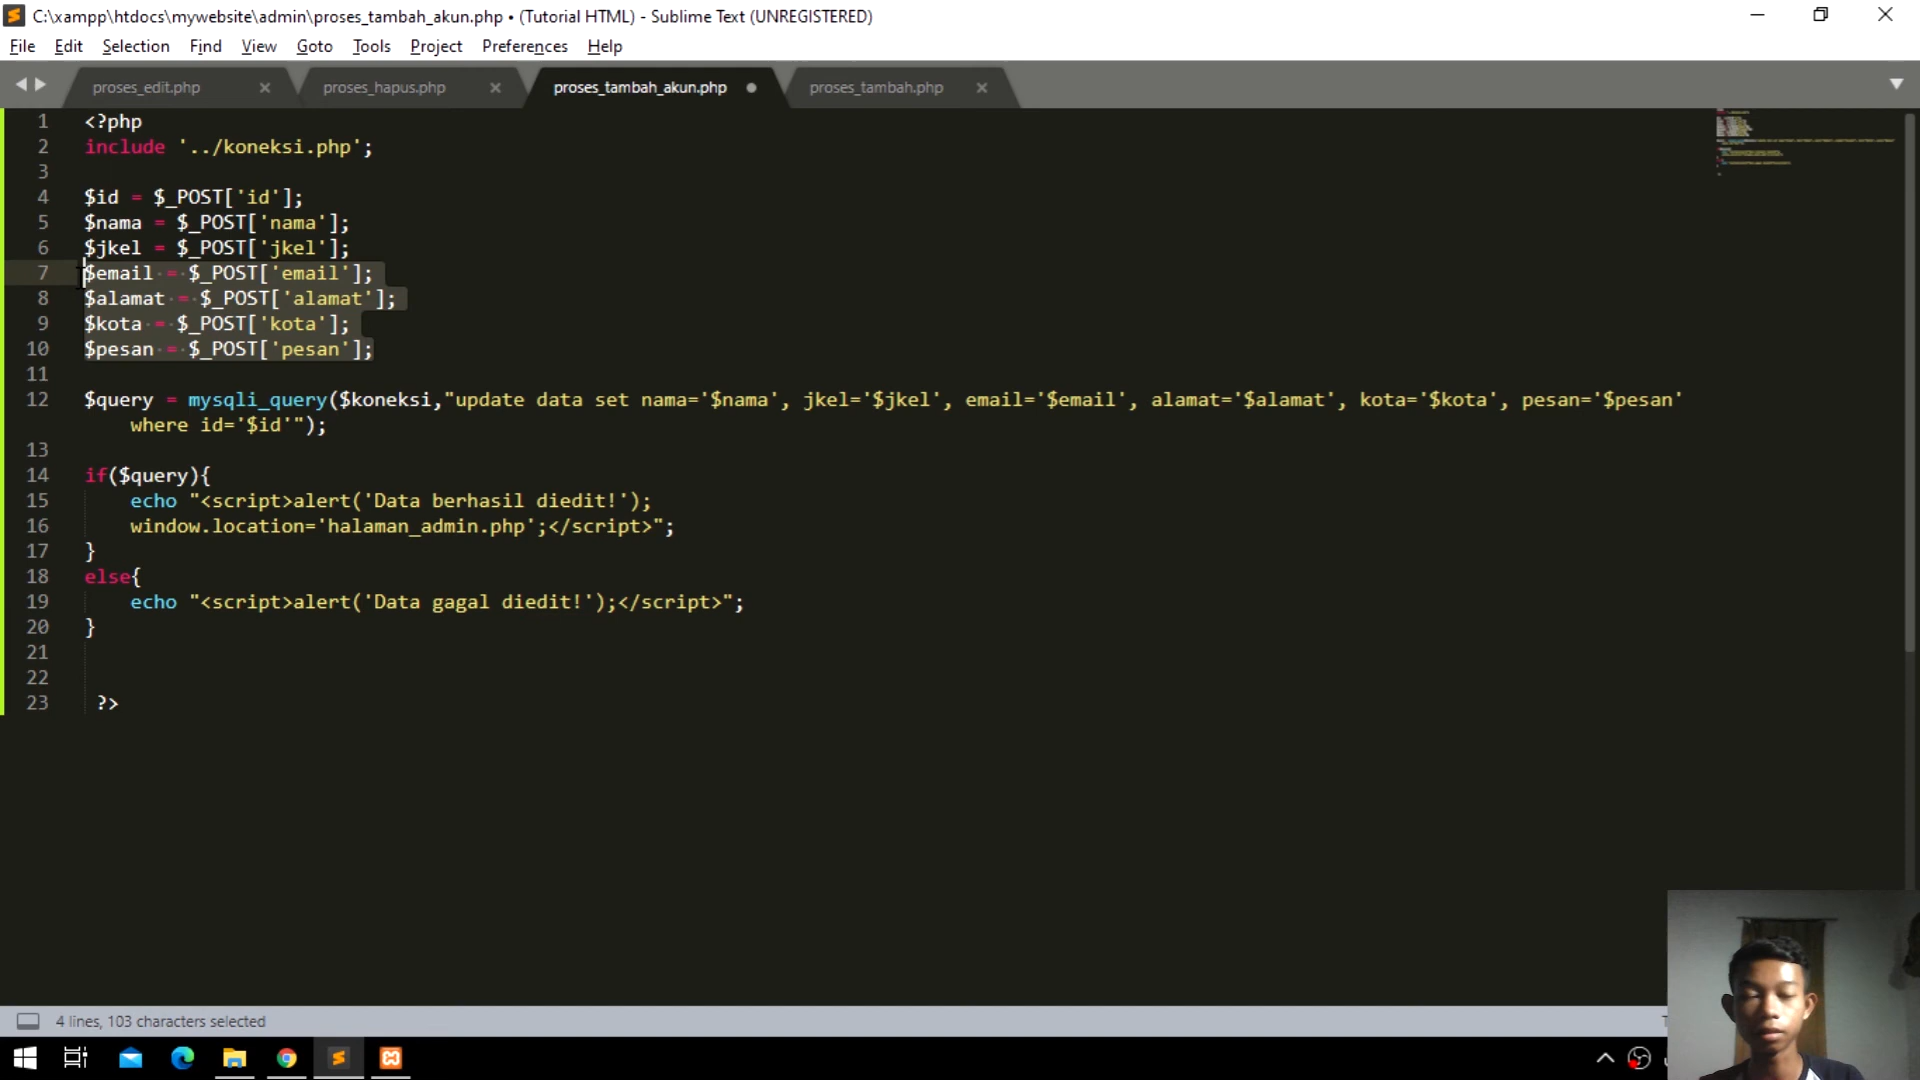 C:\xampp\htdocs\mywebsite\admin\proses_tambah_akun.php • (Tutorial HTML) - Sublime Text (UNREGISTERED)
File Edit Selection Find View Goto Tools Project Preferences Help
proses_edit.php proses_hapus.php proses_tambah_akun.php proses_tambah.php
1 <?php
2 include '../koneksi.php';
3
4 $id = $_POST['id'];
5 $nama = $_POST['nama'];
6 $jkel = $_POST['jkel'];
7 $email = $_POST['email'];
8 $alamat = $_POST['alamat'];
9 $kota = $_POST['kota'];
10 $pesan = $_POST['pesan'];
11
12 $query = mysqli_query($koneksi,"update data set nama='$nama', jkel='$jkel', email='$email', alamat='$alamat', kota='$kota', pesan='$pesan'
where id='$id'");
13
14 if($query){
15 echo "<script>alert('Data berhasil diedit!');
16 window.location='halaman_admin.php';</script>";
17 }
18 else{
19 echo "<script>alert('Data gagal diedit!');</script>";
20 }
21
22
23 ?>
4 lines, 103 characters selected